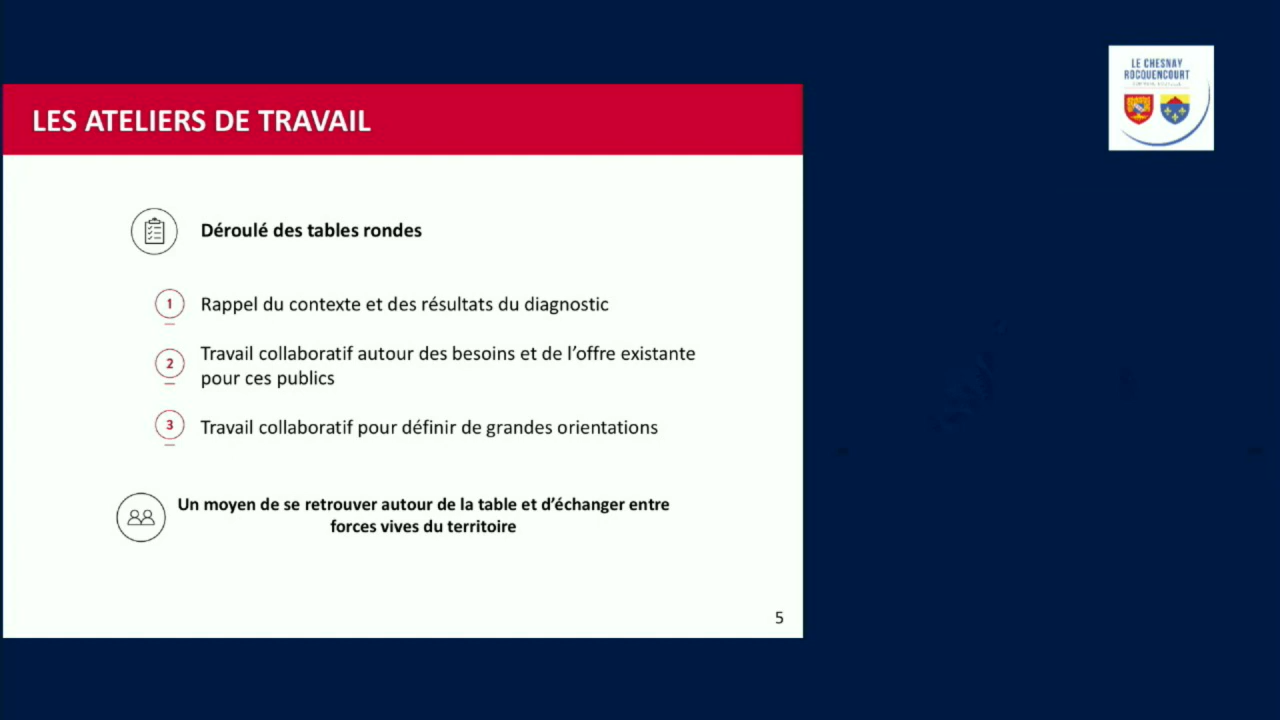 LE CHESNAY
ROCQUENCOURT
LES ATELIERS DE TRAVAIL
Déroulé des tables rondes
1
Rappel du contexte et des résultats du diagnostic
2
Travail collaboratif autour des besoins et de l’offre existante
pour ces publics
3
Travail collaboratif pour définir de grandes orientations
Un moyen de se retrouver autour de la table et d’échanger entre
forces vives du territoire
5